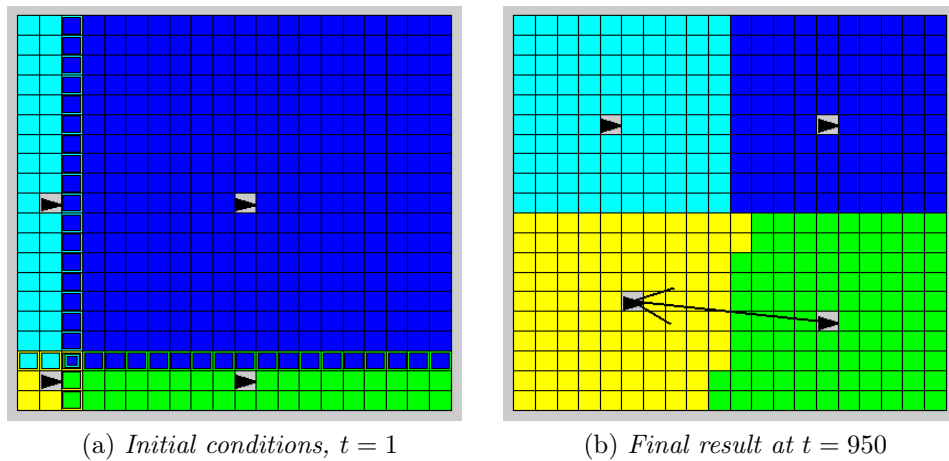 (a) Initial conditions, t = 1
(b) Final result at t = 950